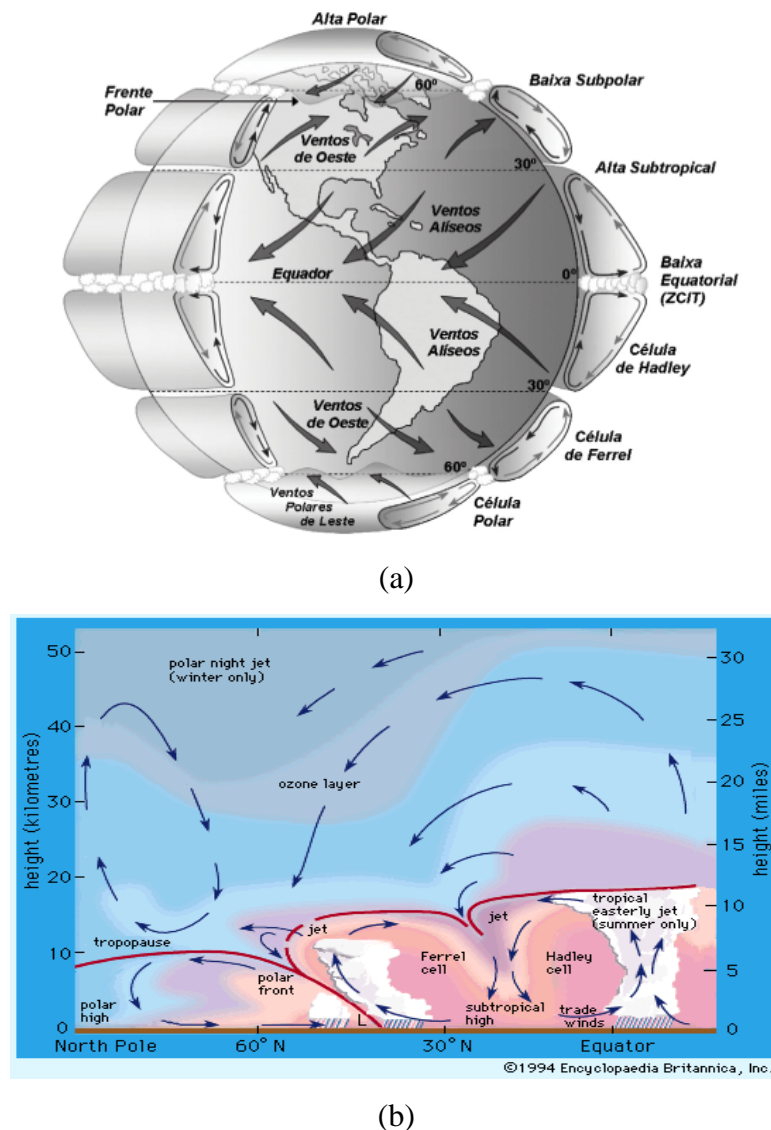 Alta Polar
60º
Baixa Subpolar
Frente
Polar
Ventos
de Oeste
30º
Alta Subtropical
Ventos
Alíseos
Equador
0º
Baixa
Equatorial
(ZCIT)
Ventos
Alíseos
Célula
de Hadley
30º
Ventos
de Oeste
Célula
de Ferrel
60º
Ventos
Polares
de Leste
Célula
Polar
(a)
50
40
30
20
10
0
height (kilometres)
30
25
20
15
10
5
0
height (miles)
polar night jet
(winter only)
ozone layer
tropopause
jet
jet
tropical
easterly jet
(summer only)
polar
front
Ferrel
cell
Hadley
cell
polar
high
L
subtropical
high
trade
winds
North Pole
60°N
30°N
Equator
©1994 Encyclopaedia Britannica, Inc.
(b)